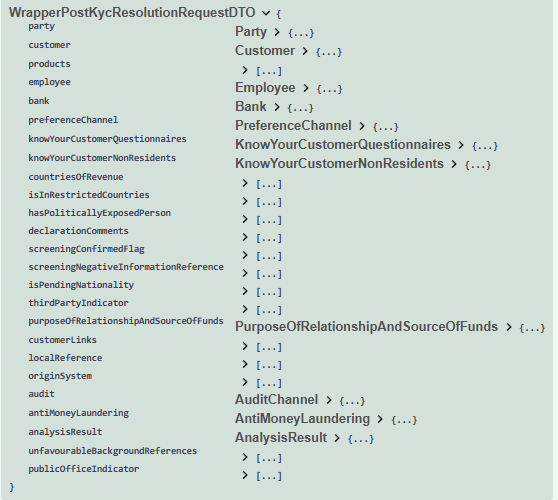 WrapperPostKycResolutionRequestDTO ⌄ {
party Party > {...}
customer Customer > {...}
products > [...]
employee Employee > {...}
bank Bank > {...}
preferenceChannel PreferenceChannel > {...}
knowYourCustomerQuestionnaires KnowYourCustomerQuestionnaires > {...}
knowYourCustomerNonResidents KnowYourCustomerNonResidents > {...}
countriesOfRevenue > [...]
isInRestrictedCountries > [...]
hasPoliticallyExposedPerson > [...]
declarationComments > [...]
screeningConfirmedFlag > [...]
screeningNegativeInformationReference > [...]
isPendingNationality > [...]
thirdPartyIndicator > [...]
purposeOfRelationshipAndSourceOfFunds PurposeOfRelationshipAndSourceOfFunds > {...}
customerLinks > [...]
localReference > [...]
originSystem > [...]
audit AuditChannel > {...}
antiMoneyLaundering AntiMoneyLaundering > {...}
analysisResult AnalysisResult > {...}
unfavourableBackgroundReferences > [...]
publicOfficeIndicator > [...]
}